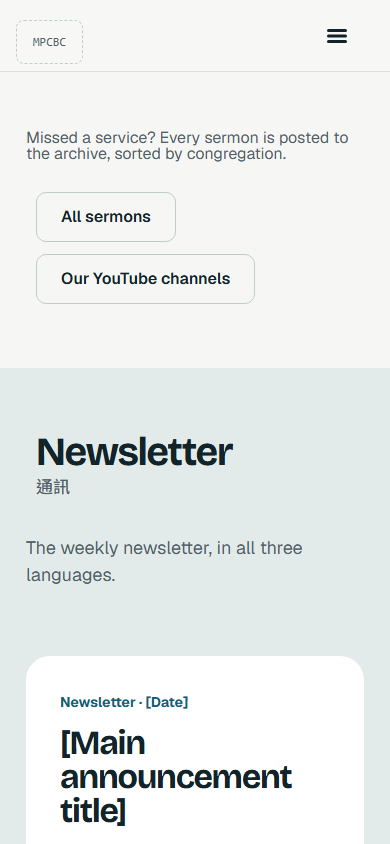 MPCBC
Missed a service? Every sermon is posted to
the archive, sorted by congregation.
All sermons
Our YouTube channels
Newsletter
通訊
The weekly newsletter, in all three
languages.
Newsletter · [Date]
[Main
announcement
title]